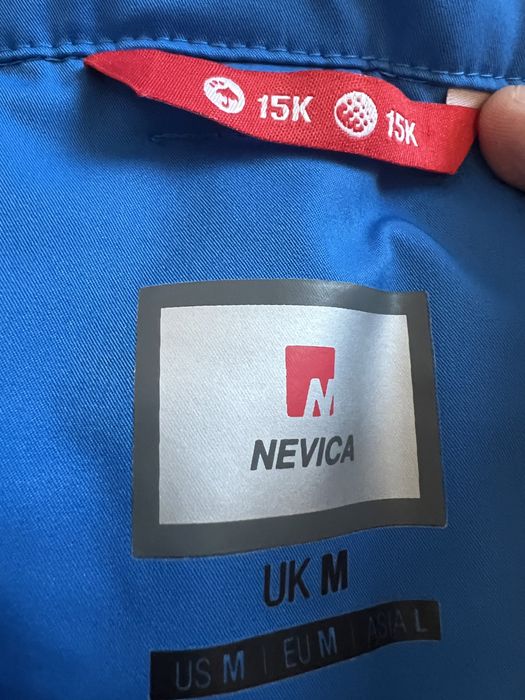 15K 15K
NEVICA
UK M
US M | EU M | ASIA L